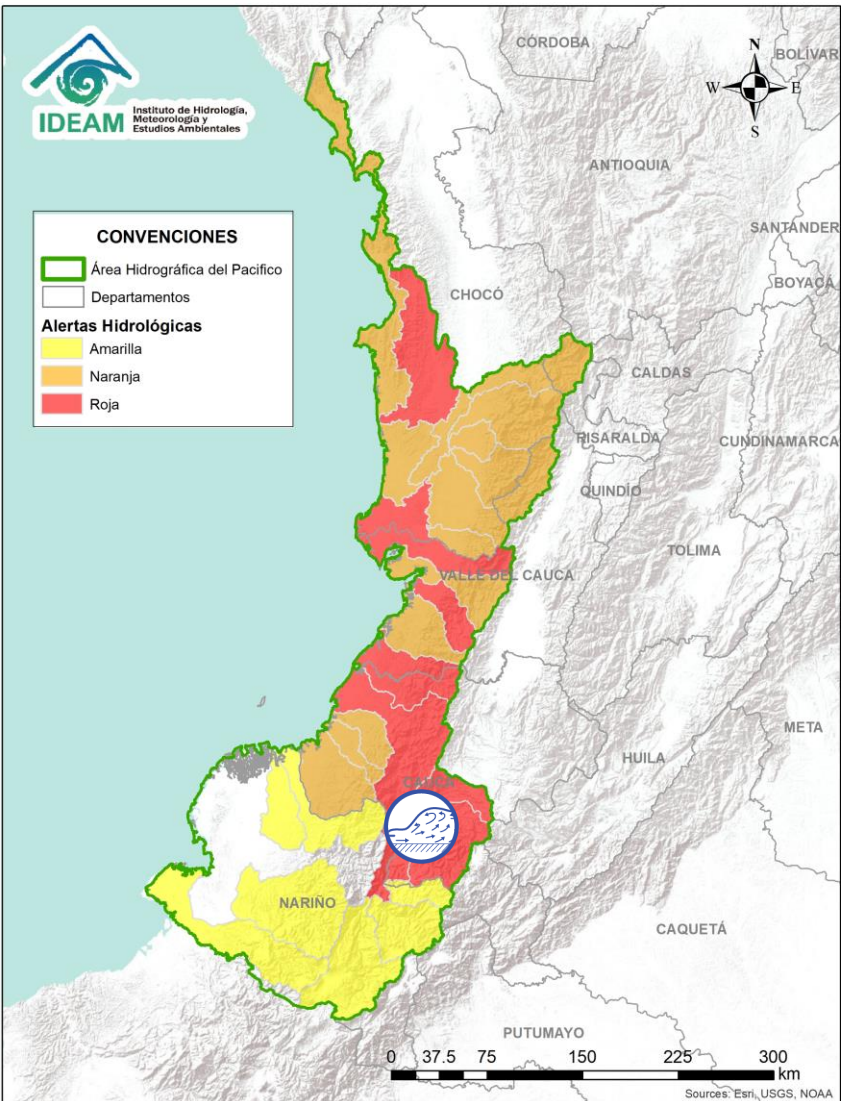 IDEAM
Instituto de Hidrología,
Meteorología y
Estudios Ambientales
N
W
E
S
CONVENCIONES
Área Hidrográfica del Pacifico
Departamentos
Alertas Hidrológicas
Amarilla
Naranja
Roja
CÓRDOBA
BOLÍVAR
ANTIOQUIA
SANTANDER
BOYACÁ
CHOCÓ
CALDAS
RISARALDA
CUNDINAMARCA
QUINDÍO
TOLIMA
VALLE DEL CAUCA
META
HUILA
CAUCA
NARIÑO
CAQUETÁ
PUTUMAYO
0 37.5 75 150 225 300
km
Sources: Esri, USGS, NOAA